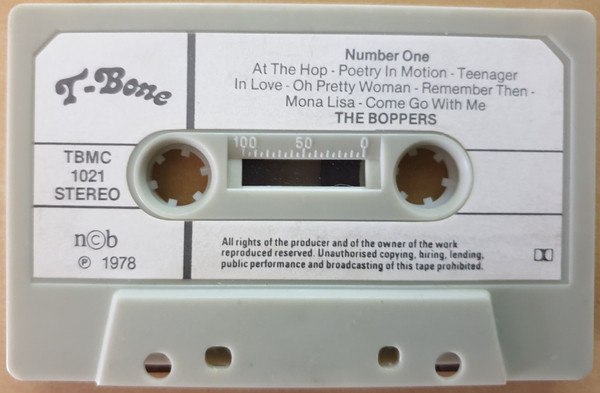 T-Bone
Number One
At The Hop - Poetry In Motion - Teenager
In Love - Oh Pretty Woman - Remember Then -
Mona Lisa - Come Go With Me
THE BOPPERS
TBMC
1021
STEREO
100 50 0
n©b
℗ 1978
All rights of the producer and of the owner of the work
reproduced reserved. Unauthorised copying, hiring, lending,
public performance and broadcasting of this tape prohibited.